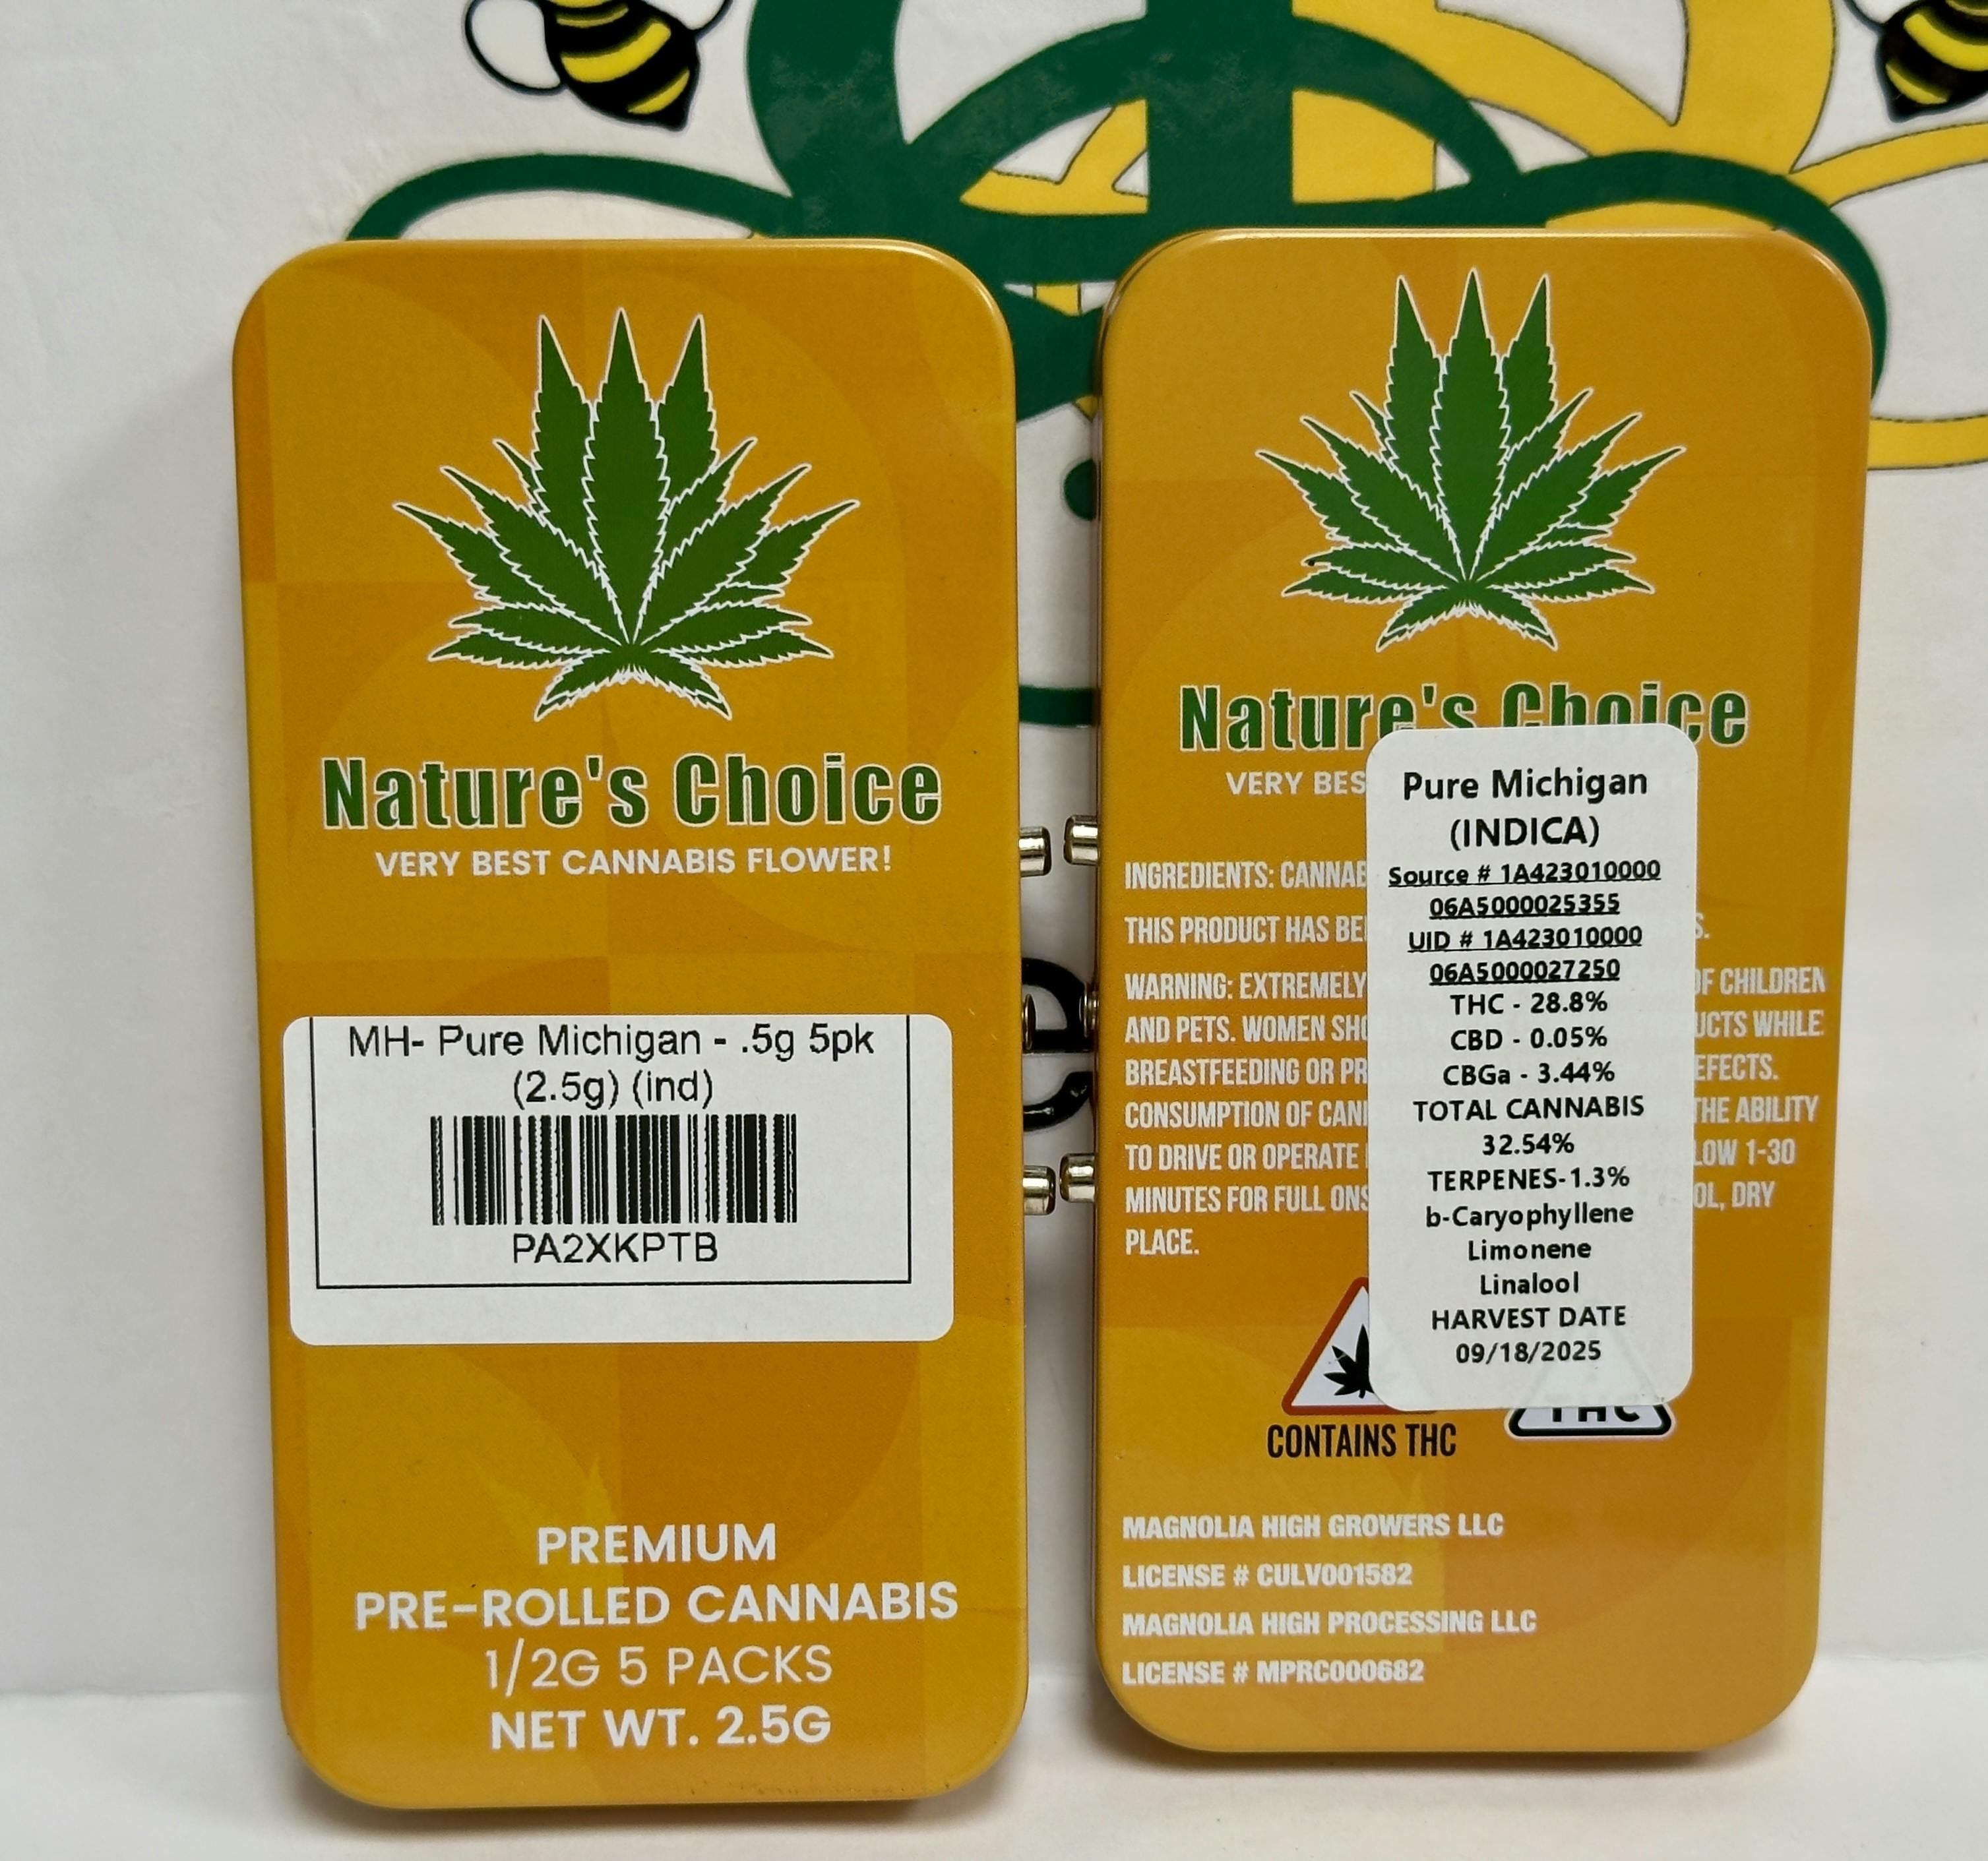 Nature's Choice
VERY BEST CANNABIS FLOWER!
MH- Pure Michigan - .5g 5pk
(2.5g) (ind)
PA2XKPTB
PREMIUM
PRE-ROLLED CANNABIS
1/2G 5 PACKS
NET WT. 2.5G
Nature's Choice
VERY BES
INGREDIENTS: CANNAB
THIS PRODUCT HAS BE S.
WARNING: EXTREMELY OF CHILDREN
AND PETS. WOMEN SHO UCTS WHILE
BREASTFEEDING OR PR EFECTS.
CONSUMPTION OF CAN THE ABILITY
TO DRIVE OR OPERATE LOW 1-30
MINUTES FOR FULL ONS OL, DRY
PLACE.
Pure Michigan
(INDICA)
Source # 1A423010000
06A5000025355
UID # 1A423010000
06A5000027250
THC - 28.8%
CBD - 0.05%
CBGa - 3.44%
TOTAL CANNABIS
32.54%
TERPENES-1.3%
b-Caryophyllene
Limonene
Linalool
HARVEST DATE
09/18/2025
THC
CONTAINS THC
MAGNOLIA HIGH GROWERS LLC
LICENSE # CULV001582
MAGNOLIA HIGH PROCESSING LLC
LICENSE # MPRC000682